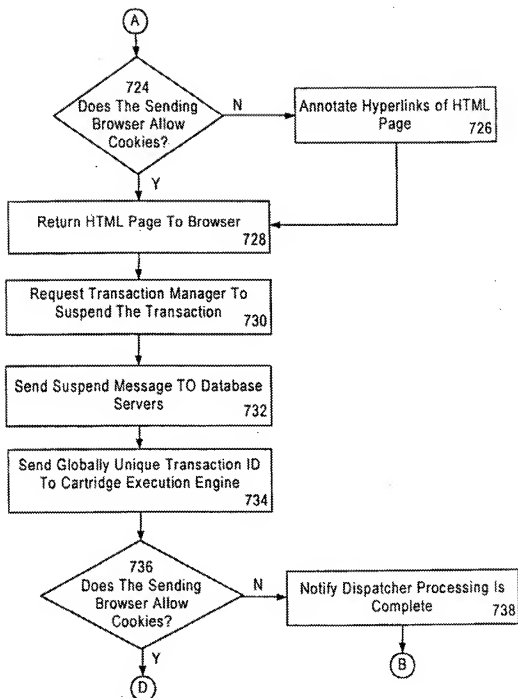 A
724
Does The Sending
Browser Allow
Cookies?
N
Annotate Hyperlinks of HTML
Page
726
Y
Return HTML Page To Browser
728
Request Transaction Manager To
Suspend The Transaction
730
Send Suspend Message TO Database
Servers
732
Send Globally Unique Transaction ID
To Cartridge Execution Engine
734
736
Does The Sending
Browser Allow
Cookies?
N
Notify Dispatcher Processing Is
Complete
738
Y
D
B